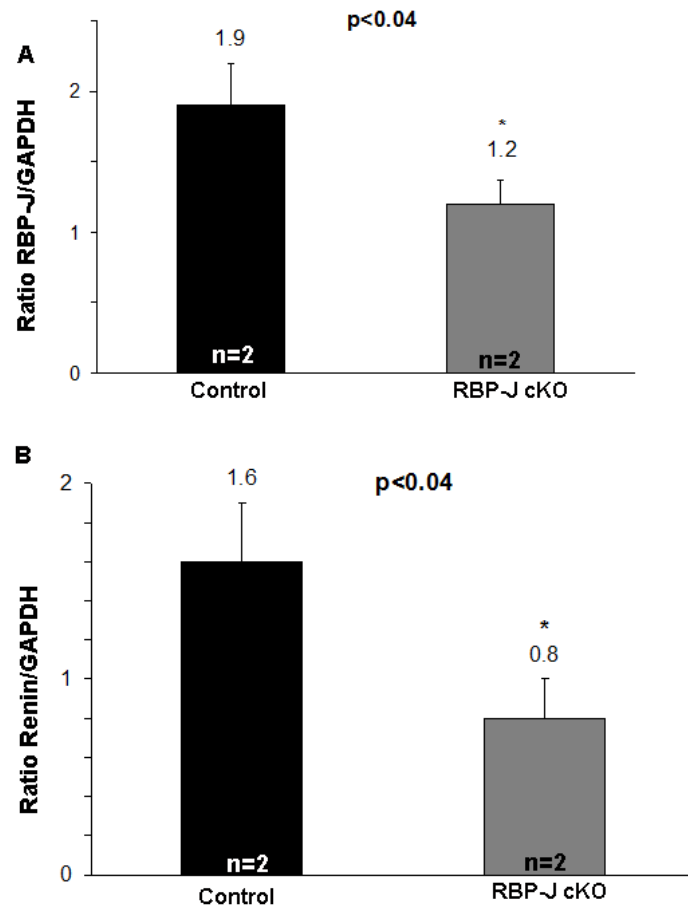 p<0.04
A
1.9
*
1.2
2
1
0
Ratio RBP-J/GAPDH
n=2
n=2
Control
RBP-J cKO
B
p<0.04
2
1.6
*
0.8
1
0
Ratio Renin/GAPDH
n=2
n=2
Control
RBP-J cKO